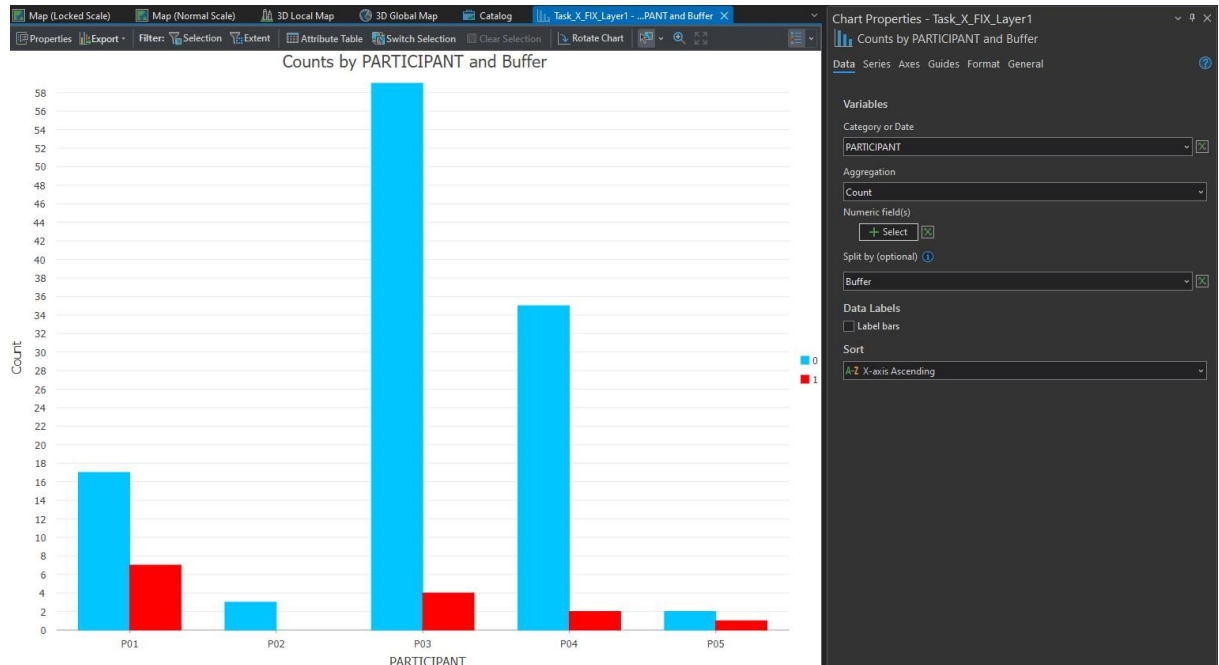 Map (Locked Scale) Map (Normal Scale) 3D Local Map 3D Global Map Catalog Task_X_FIX_Layer1 - ...PANT and Buffer
Properties Export Filter: Selection Extent Attribute Table Switch Selection Clear Selection Rotate Chart
Counts by PARTICIPANT and Buffer
58
56
54
52
50
48
46
44
42
40
38
36
34
32
30
28
26
24
22
20
18
16
14
12
10
8
6
4
2
0
Count
P01 P02 P03 P04 P05
PARTICIPANT
0
1
Chart Properties - Task_X_FIX_Layer1
Counts by PARTICIPANT and Buffer
Data Series Axes Guides Format General
?
Variables
Category or Date
PARTICIPANT
Aggregation
Count
Numeric field(s)
+ Select
Split by (optional)
Buffer
Data Labels
Label bars
Sort
A-Z X-axis Ascending